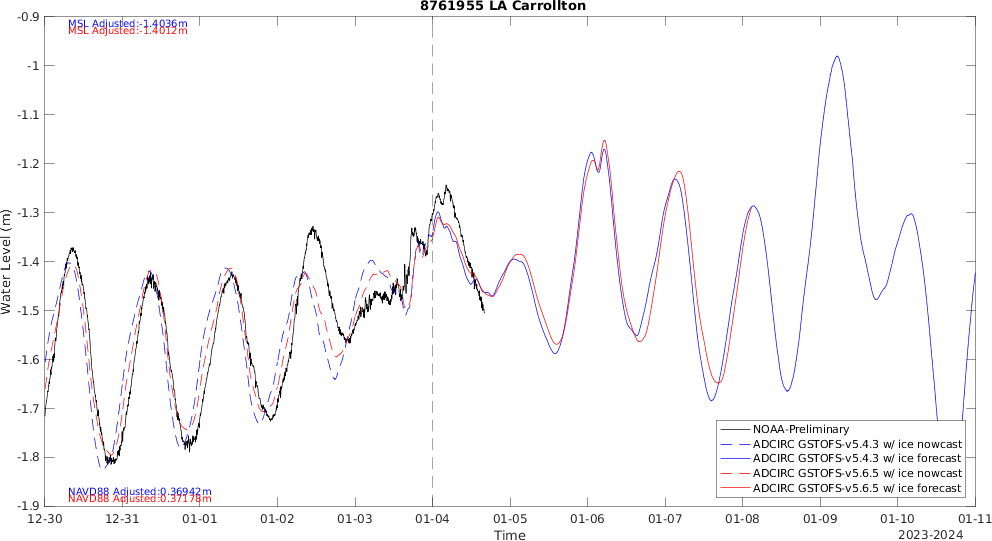 8761955 LA Carrollton
MSL Adjusted:-1.4036m
MSL Adjusted:-1.4012m
-0.9
-1
-1.1
-1.2
-1.3
-1.4
-1.5
-1.6
-1.7
-1.8
-1.9
Water Level (m)
NOAA-Preliminary
ADCIRC GSTOFS-v5.4.3 w/ ice nowcast
ADCIRC GSTOFS-v5.4.3 w/ ice forecast
ADCIRC GSTOFS-v5.6.5 w/ ice nowcast
ADCIRC GSTOFS-v5.6.5 w/ ice forecast
NAVD88 Adjusted:0.36942m
NAVD88 Adjusted:0.37178m
12-30 12-31 01-01 01-02 01-03 01-04 01-05 01-06 01-07 01-08 01-09 01-10 01-11
Time
2023-2024